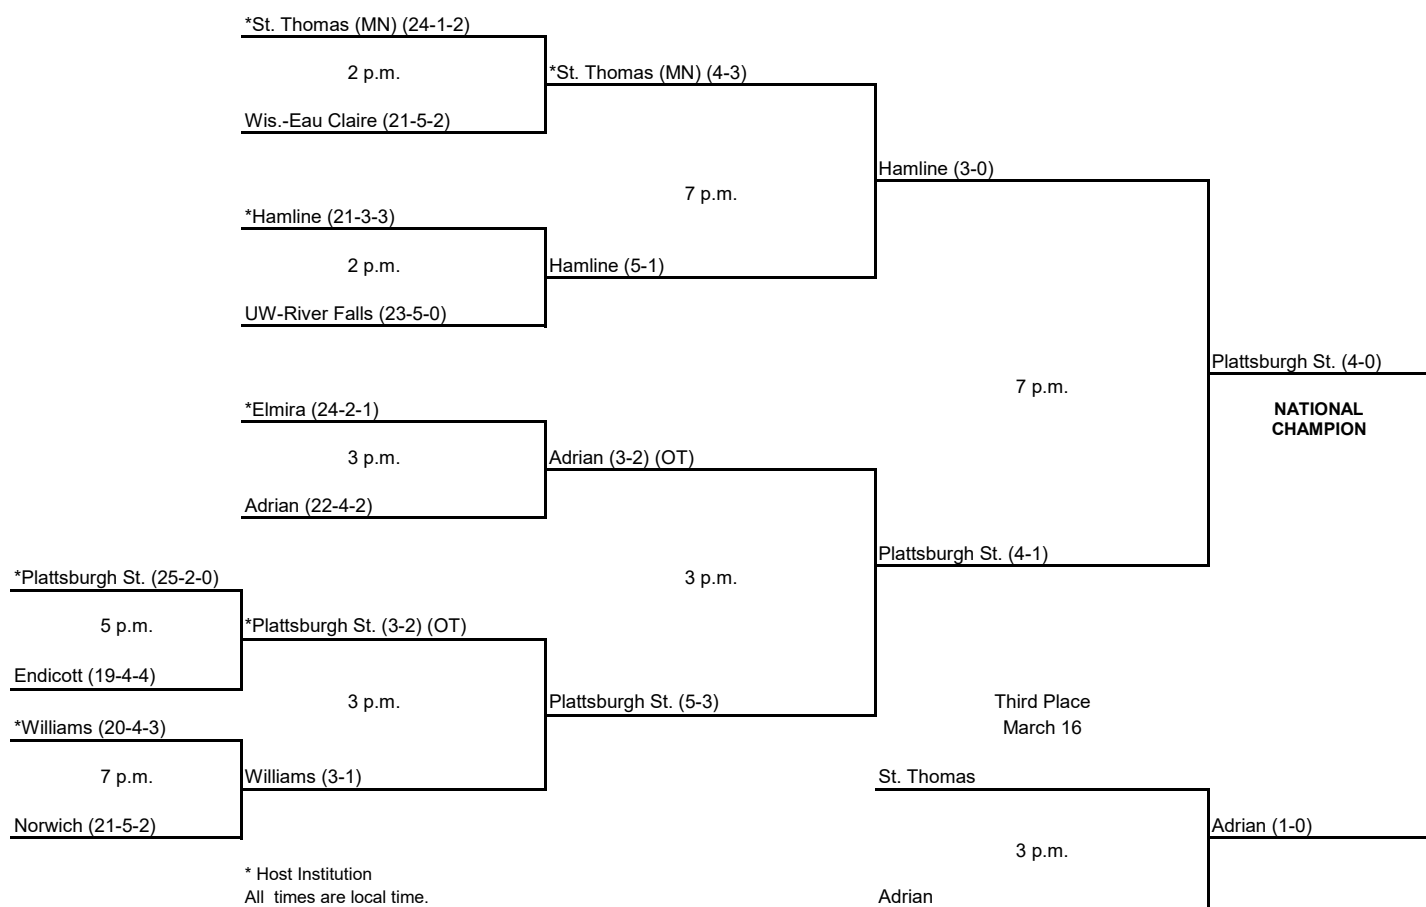 *St. Thomas (MN) (24-1-2)
2 p.m.
*St. Thomas (MN) (4-3)
Wis.-Eau Claire (21-5-2)
Hamline (3-0)
7 p.m.
*Hamline (21-3-3)
2 p.m.
Hamline (5-1)
UW-River Falls (23-5-0)
Plattsburgh St. (4-0)
7 p.m.
NATIONAL
CHAMPION
*Elmira (24-2-1)
3 p.m.
Adrian (3-2) (OT)
Adrian (22-4-2)
Plattsburgh St. (4-1)
*Plattsburgh St. (25-2-0)
3 p.m.
5 p.m.
*Plattsburgh St. (3-2) (OT)
Endicott (19-4-4)
3 p.m.
Plattsburgh St. (5-3)
Third Place
*Williams (20-4-3)
March 16
7 p.m.
Williams (3-1)
St. Thomas
Norwich (21-5-2)
Adrian (1-0)
3 p.m.
* Host Institution
All times are local time.
Adrian